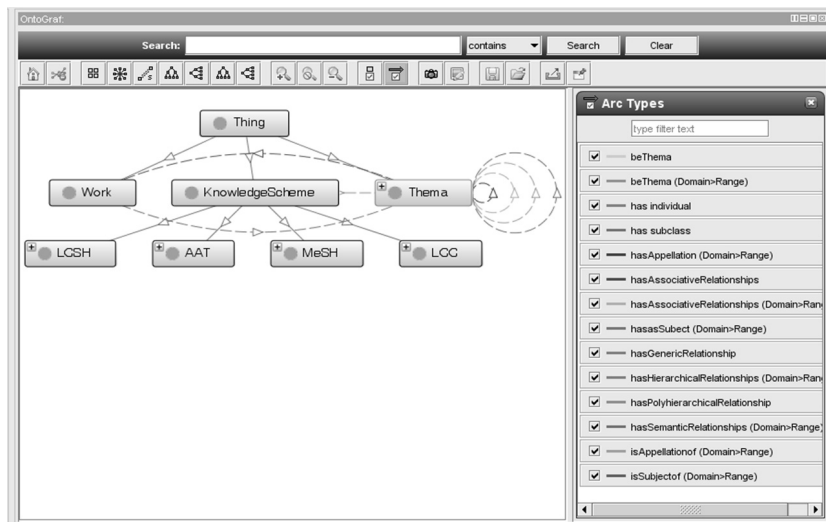 OntoGraf:
Search: contains Search Clear
Thing
Work KnowledgeScheme Thema
LCSH AAT MeSH LCC
Arc Types
type filter text
beThema
beThema (Domain>Range)
has individual
has subclass
hasAppellation (Domain>Range)
hasAssociativeRelationships
hasAssociativeRelationships (Domain>Ran
hasasSubect (Domain>Range)
hasGenericRelationship
hasHierarchicalRelationships (Domain>Ran
hasPolyhierarchicalRelationship
hasSemanticRelationships (Domain>Range)
isAppellationof (Domain>Range)
isSubjectof (Domain>Range)